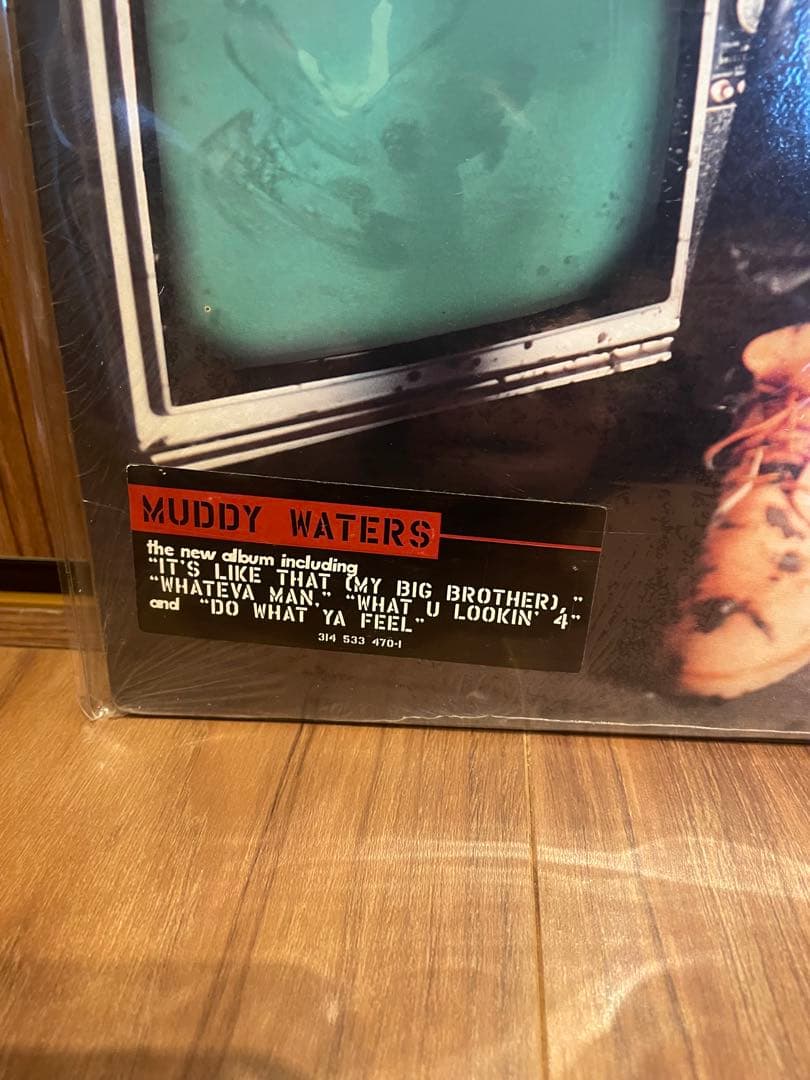 MUDDY WATERS
the new album including
"IT'S LIKE THAT (MY BIG BROTHER),"
"WHATEVA MAN," "WHAT U LOOKIN' 4"
and "DO WHAT YA FEEL"
314 533 470-1